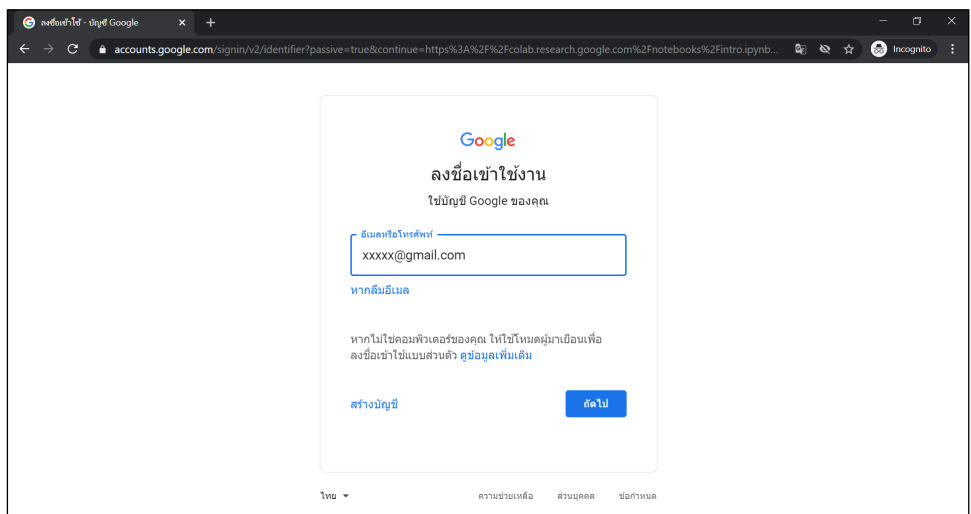 ลงชื่อเข้าใช้ - บัญชี Google
accounts.google.com/signin/v2/identifier?passive=true&continue=https%3A%2F%2Fcolab.research.google.com%2Fnotebooks%2Fintro.ipynb...
Incognito
Google
ลงชื่อเข้าใช้งาน
ใช้บัญชี Google ของคุณ
อีเมลหรือโทรศัพท์
xxxxx@gmail.com
หากลืมอีเมล
หากไม่ใช่คอมพิวเตอร์ของคุณ ให้ใช้โหมดผู้มาเยือนเพื่อ
ลงชื่อเข้าใช้แบบส่วนตัว ดูข้อมูลเพิ่มเติม
สร้างบัญชี
ถัดไป
ไทย
ความช่วยเหลือ
ส่วนบุคคล
ข้อกำหนด